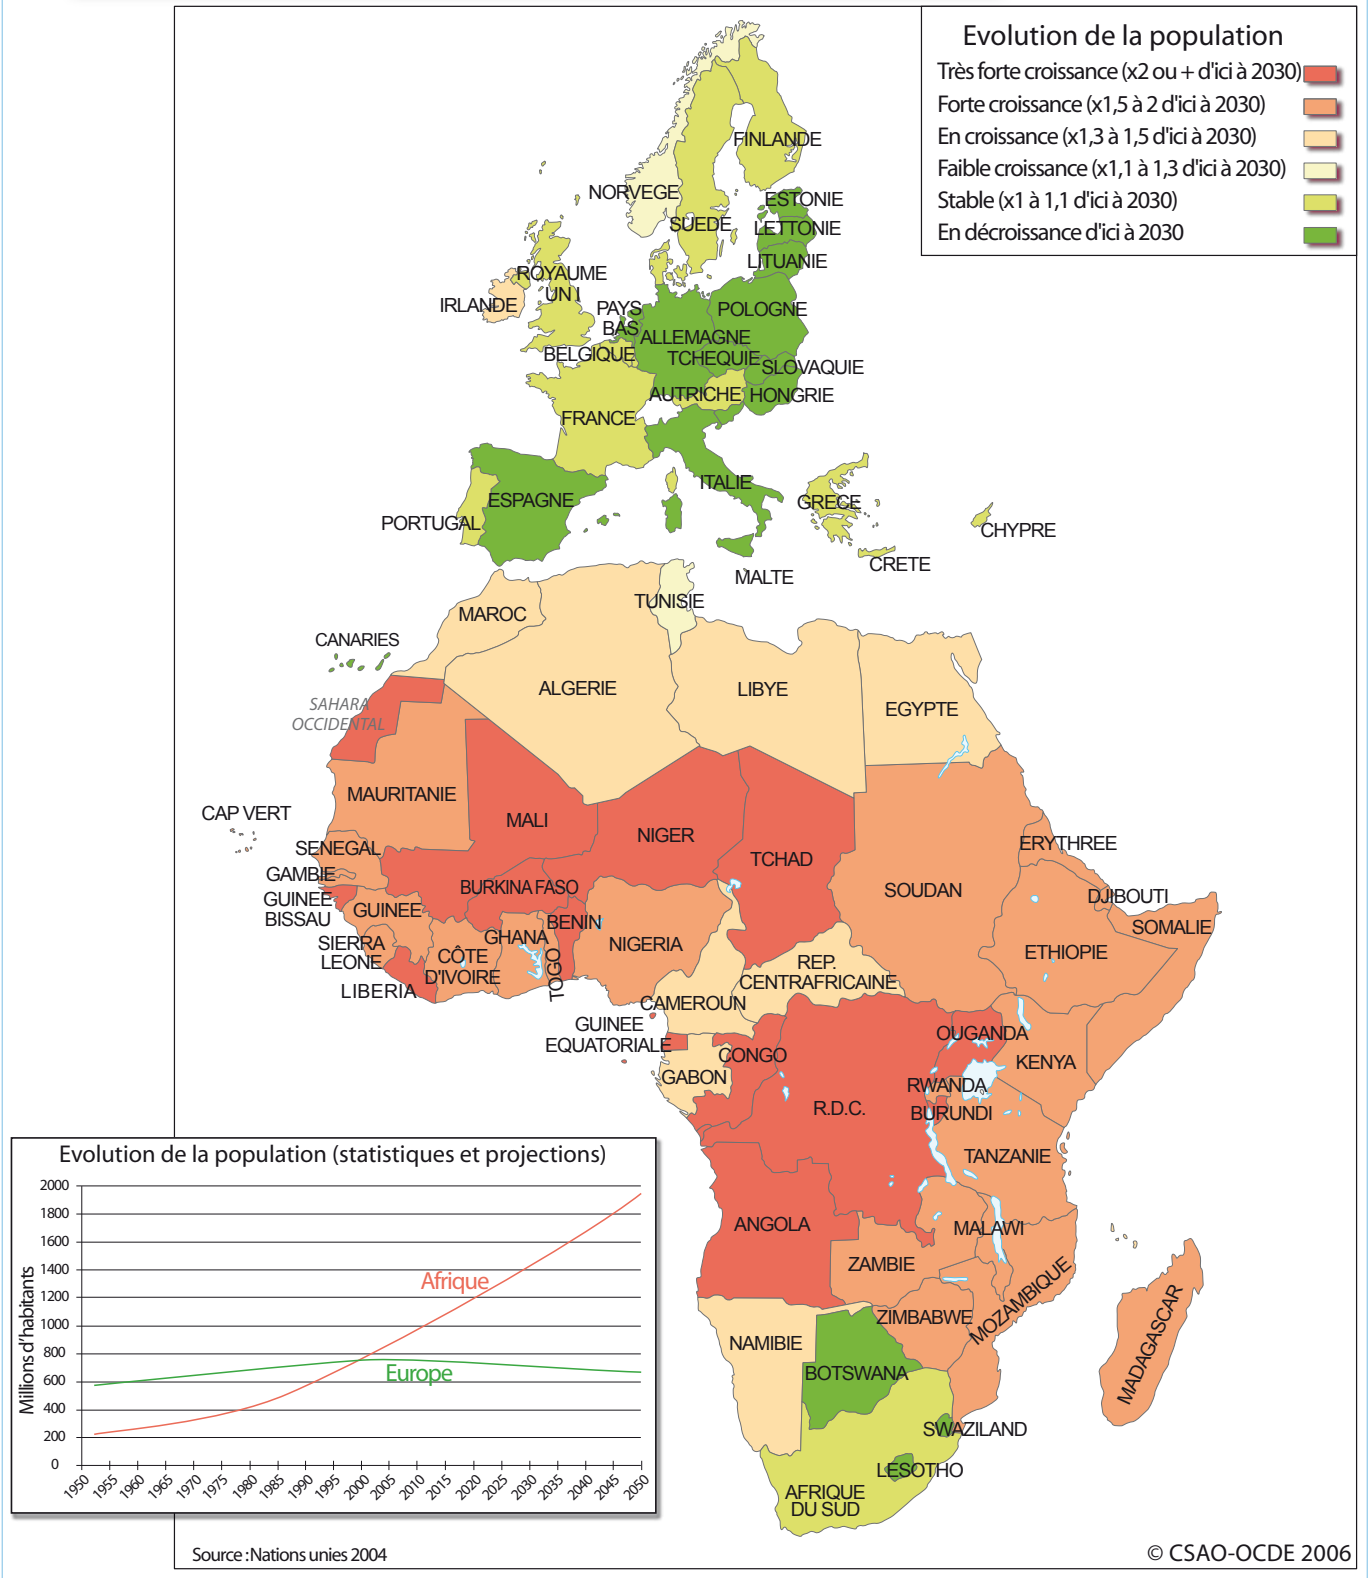 Evolution de la population
Très forte croissance (x2 ou + d'ici à 2030)
Forte croissance (x1,5 à 2 d'ici à 2030)
En croissance (x1,3 à 1,5 d'ici à 2030)
Faible croissance (x1,1 à 1,3 d'ici à 2030)
Stable (x1 à 1,1 d'ici à 2030)
En décroissance d'ici à 2030
FINLANDE
NORVEGE
SUEDE
ESTONIE
LETTONIE
LITUANIE
ROYAUME
UNI
IRLANDE
PAYS
BAS
POLOGNE
ALLEMAGNE
BELGIQUE
TCHEQUIE
SLOVAQUIE
AUTRICHE
HONGRIE
FRANCE
ITALIE
ESPAGNE
PORTUGAL
GRECE
CHYPRE
CRETE
MALTE
TUNISIE
MAROC
CANARIES
ALGERIE
LIBYE
EGYPTE
SAHARA
OCCIDENTAL
MAURITANIE
CAP VERT
MALI
NIGER
TCHAD
SOUDAN
ERYTHREE
SENEGAL
GAMBIE
GUINEE
BISSAU
GUINEE
BURKINA FASO
BENIN
DJIBOUTI
SOMALIE
SIERRA
LEONE
LIBERIA
CÔTE
D'IVOIRE
GHANA
TOGO
NIGERIA
ETHIOPIE
REP.
CENTRAFRICAINE
CAMEROUN
GUINEE
EQUATORIALE
GABON
CONGO
OUGANDA
KENYA
RWANDA
BURUNDI
R.D.C.
TANZANIE
ANGOLA
MALAWI
ZAMBIE
MOZAMBIQUE
ZIMBABWE
NAMIBIE
BOTSWANA
MADAGASCAR
SWAZILAND
LESOTHO
AFRIQUE
DU SUD
Evolution de la population (statistiques et projections)
Millions d'habitants
2000
1800
1600
1400
1200
1000
800
600
400
200
0
Afrique
Europe
1950 1955 1960 1965 1970 1975 1980 1985 1990 1995 2000 2005 2010 2015 2020 2025 2030 2035 2040 2045 2050
Source : Nations unies 2004
© CSAO-OCDE 2006